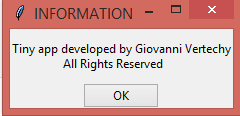 INFORMATION
Tiny app developed by Giovanni Vertechy
All Rights Reserved
OK